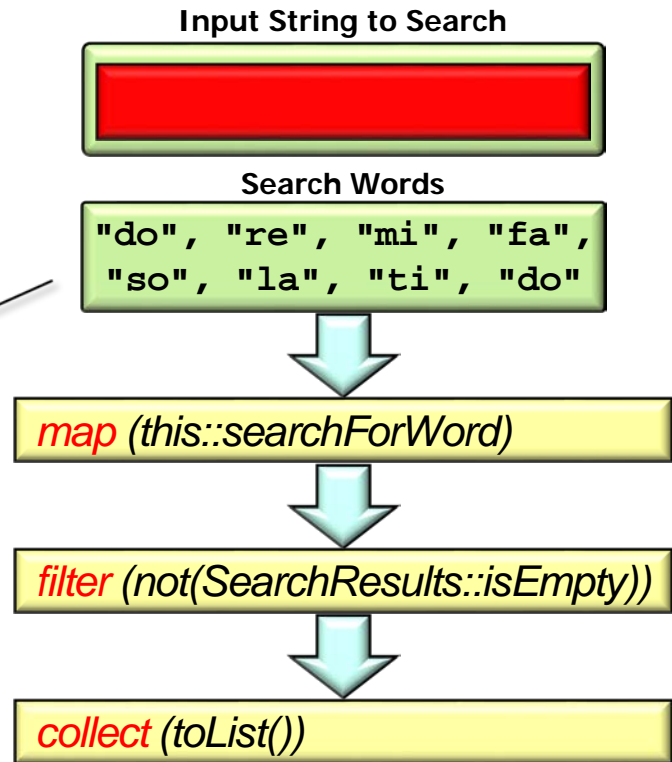 Input String to Search
Search Words
"do", "re", "mi", "fa",
"so", "la", "ti", "do"
map (this::searchForWord)
filter (not(SearchResults::isEmpty))
collect (toList())